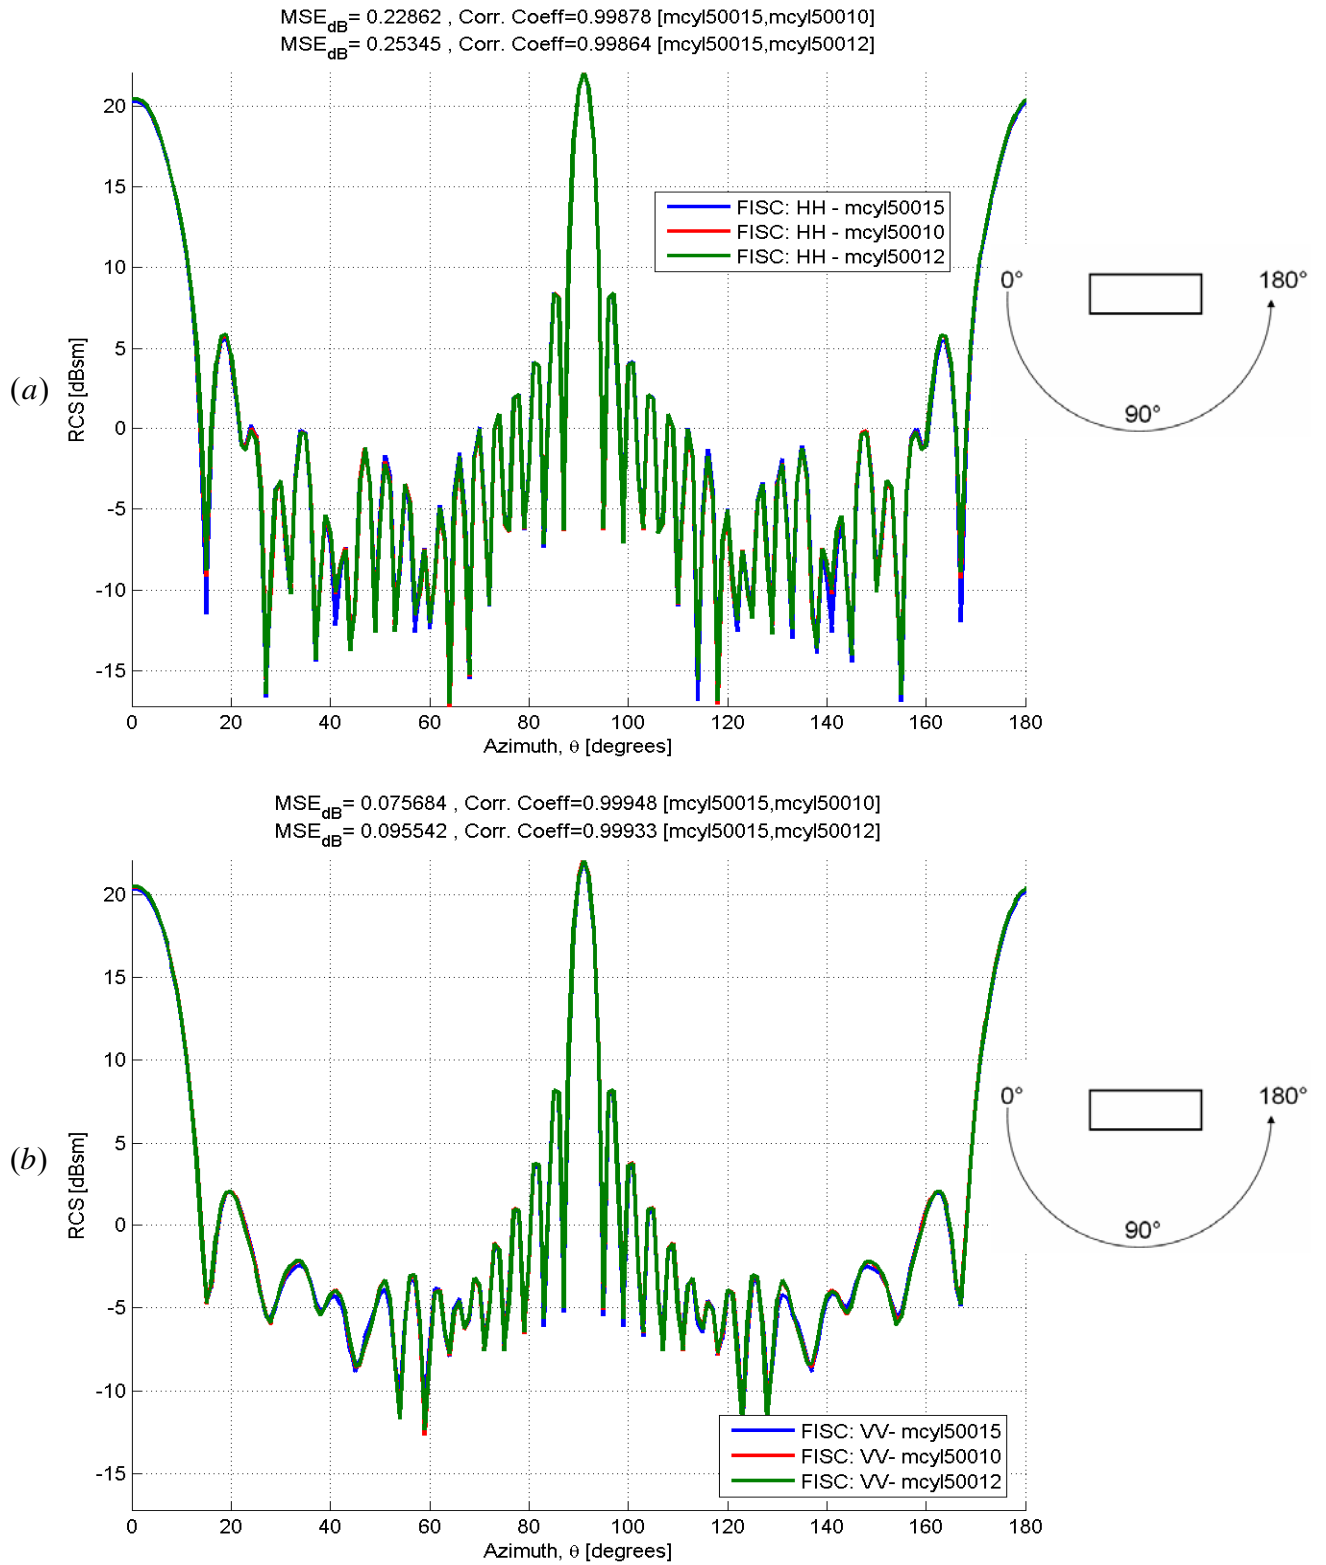 MSE_dB= 0.22862 , Corr. Coeff=0.99878 [mcyl50015,mcyl50010]
MSE_dB= 0.25345 , Corr. Coeff=0.99864 [mcyl50015,mcyl50012]
(a)
RCS [dBsm]
20
15
10
5
0
-5
-10
-15
FISC: HH - mcyl50015
FISC: HH - mcyl50010
FISC: HH - mcyl50012
0 20 40 60 80 100 120 140 160 180
Azimuth, θ [degrees]
0° 180°
90°
MSE_dB= 0.075684 , Corr. Coeff=0.99948 [mcyl50015,mcyl50010]
MSE_dB= 0.095542 , Corr. Coeff=0.99933 [mcyl50015,mcyl50012]
(b)
RCS [dBsm]
20
15
10
5
0
-5
-10
-15
0° 180°
90°
FISC: VV- mcyl50015
FISC: VV- mcyl50010
FISC: VV- mcyl50012
0 20 40 60 80 100 120 140 160 180
Azimuth, θ [degrees]